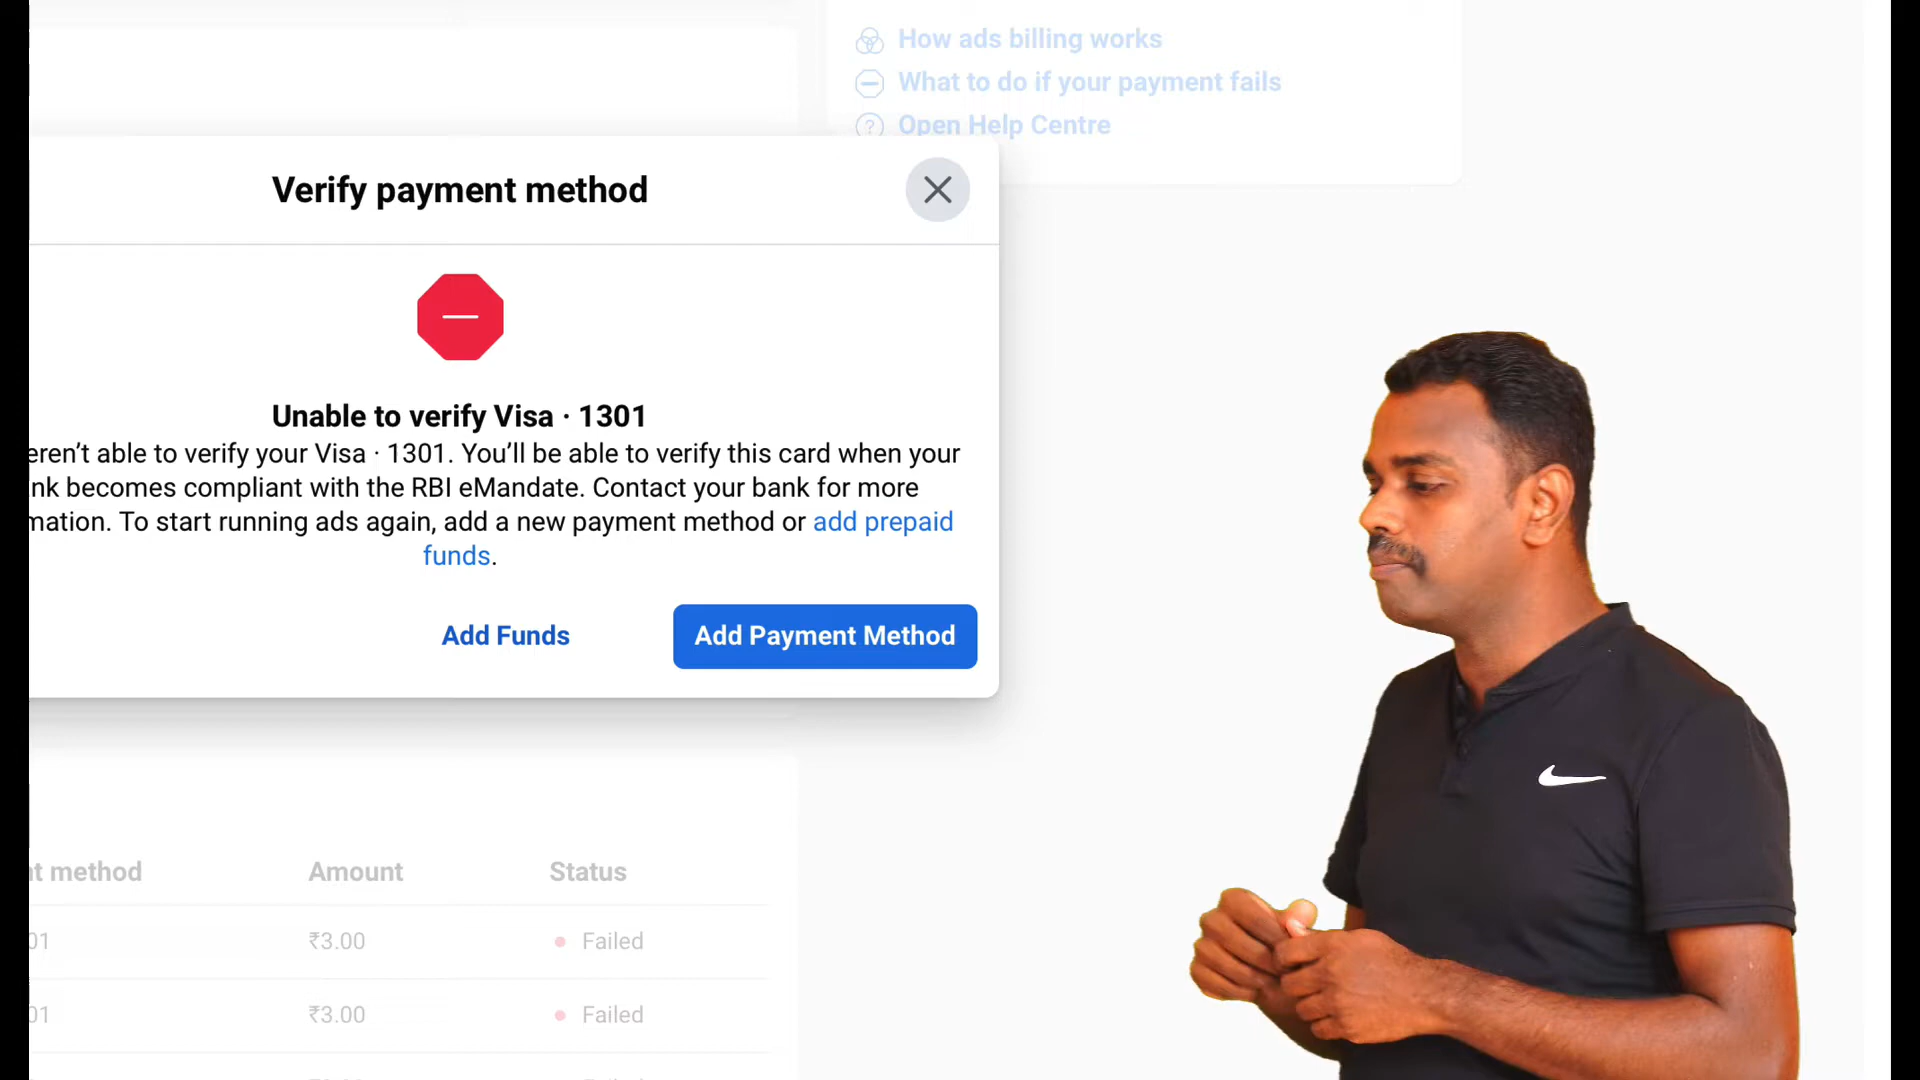 How ads billing works
What to do if your payment fails
Open Help Centre
Verify payment method
Unable to verify Visa · 1301
eren’t able to verify your Visa · 1301. You’ll be able to verify this card when your
nk becomes compliant with the RBI eMandate. Contact your bank for more
mation. To start running ads again, add a new payment method or add prepaid
funds.
Add Funds Add Payment Method
nt method Amount Status
01 ₹3.00 Failed
01 ₹3.00 Failed